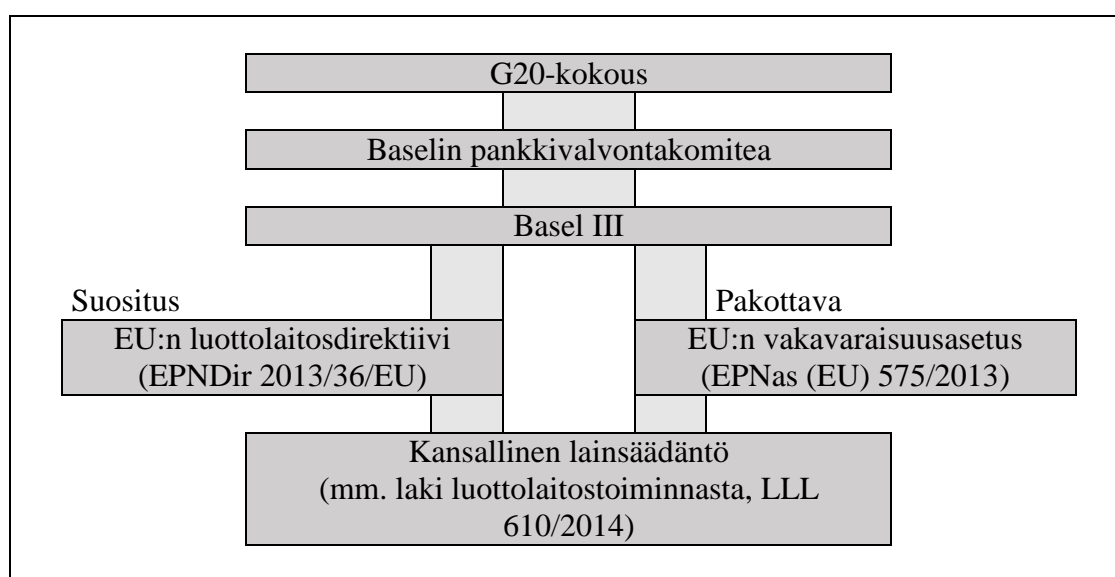 G20-kokous
Baselin pankkivalvontakomitea
Basel III
Suositus
EU:n luottolaitosdirektiivi
(EPNDir 2013/36/EU)
Pakottava
EU:n vakavaraisuusasetus
(EPNas (EU) 575/2013)
Kansallinen lainsäädäntö
(mm. laki luottolaitostoiminnasta, LLL
610/2014)